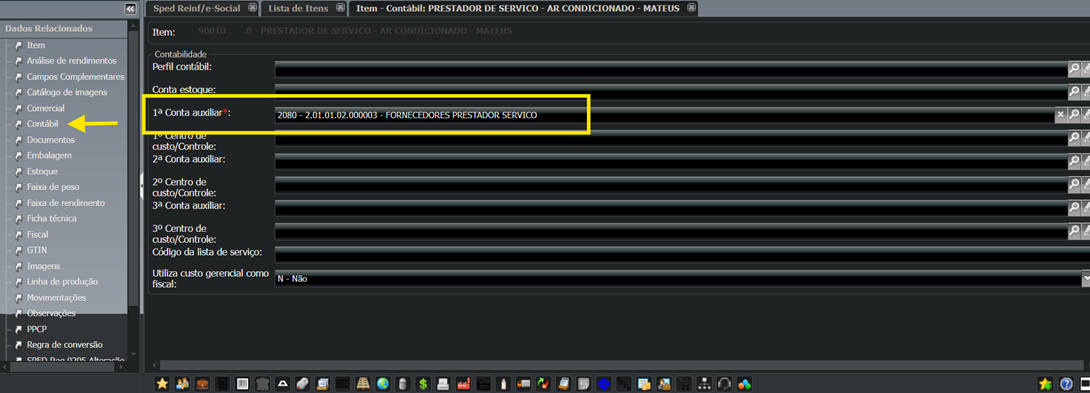 Sped Reinf/e-Social
Lista de Itens
Item - Contábil: PRESTADOR DE SERVICO - AR CONDICIONADO - MATEUS
Dados Relacionados
Item
Análise de rendimentos
Campos Complementares
Catálogo de imagens
Comercial
Contábil
Documentos
Embalagem
Estoque
Faixa de peso
Faixa de rendimento
Ficha técnica
Fiscal
GTIN
Imagens
Linha de produção
Movimentações
Observações
PPCP
Regra de conversão
SPED Reg 0205 Alteração
Item: 90010 .0 - PRESTADOR DE SERVICO - AR CONDICIONADO - MATEUS
Contabilidade
Perfil contábil:
Conta estoque:
1ª Conta auxiliar*: 2080 - 2.01.01.02.000003 - FORNECEDORES PRESTADOR SERVICO
1º Centro de
custo/Controle:
2ª Conta auxiliar:
2º Centro de
custo/Controle:
3ª Conta auxiliar:
3º Centro de
custo/Controle:
Código da lista de serviço:
Utiliza custo gerencial como
fiscal: N - Não